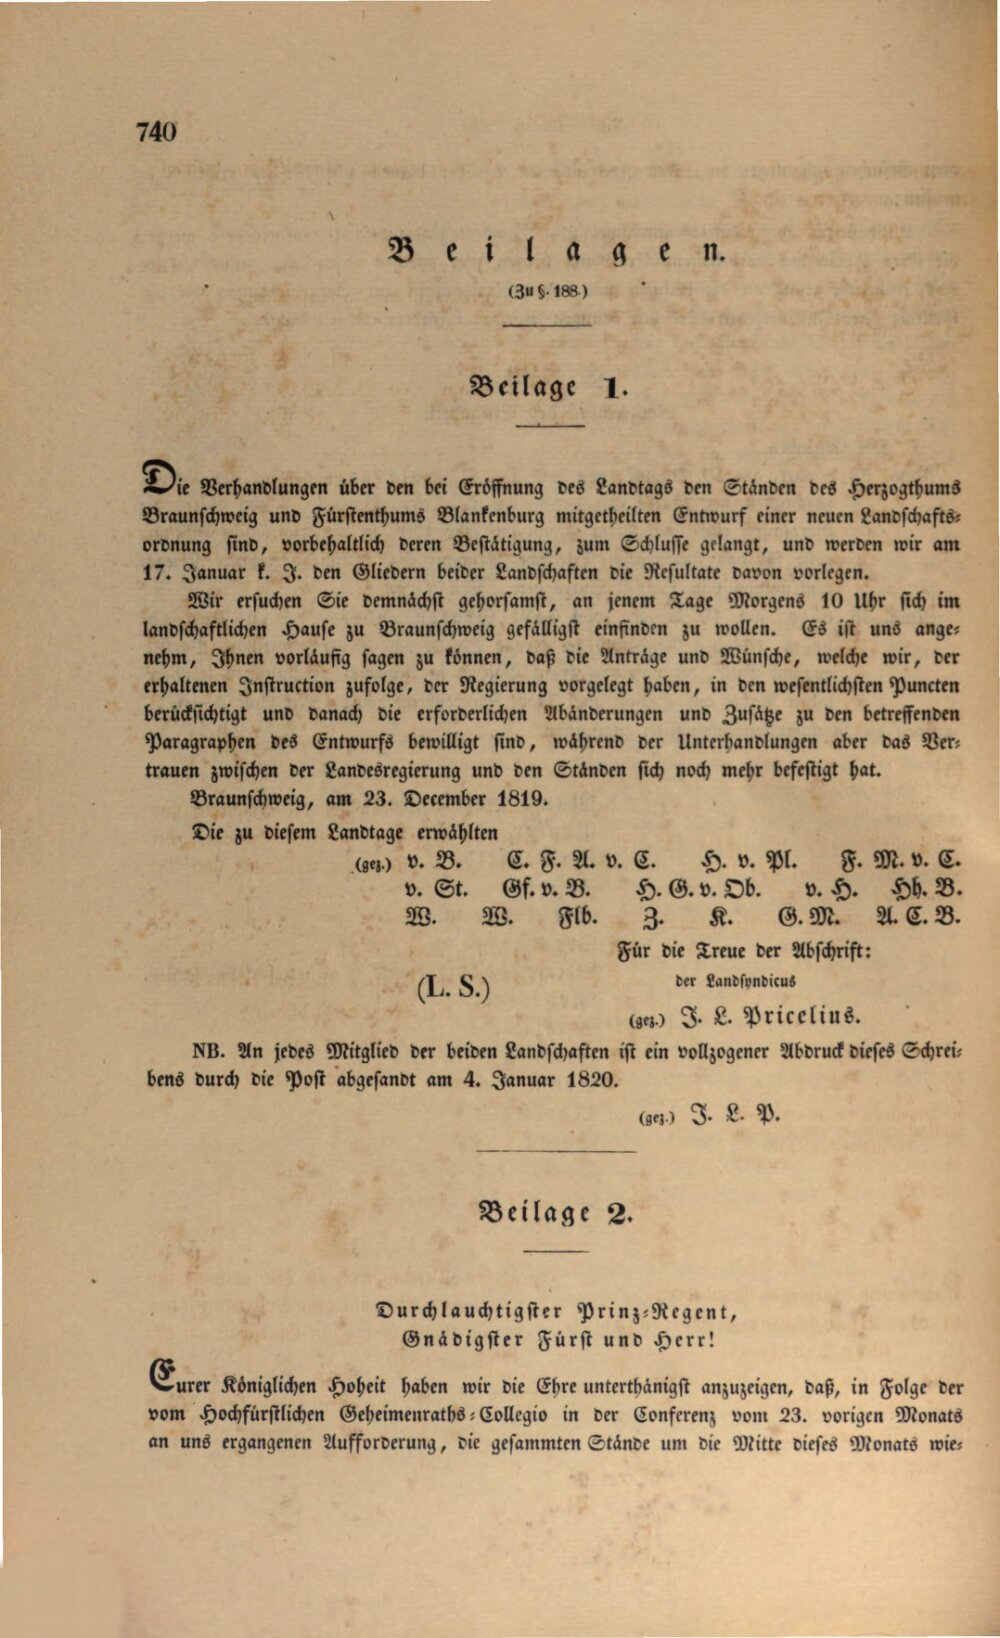 740
Beilagen.
(Zu §. 188.)
Beilage 1.
Die Verhandlungen über den bei Eröffnung des Landtags den Ständen des Herzogthums
Braunschweig und Fürstenthums Blankenburg mitgetheilten Entwurf einer neuen Landschafts-
ordnung sind, vorbehaltlich deren Bestätigung, zum Schlusse gelangt, und werden wir am
17. Januar k. J. den Gliedern beider Landschaften die Resultate davon vorlegen.
Wir ersuchen Sie demnächst gehorsamst, an jenem Tage Morgens 10 Uhr sich im
landschaftlichen Hause zu Braunschweig gefälligst einfinden zu wollen. Es ist uns ange-
nehm, Ihnen vorläufig sagen zu können, daß die Anträge und Wünsche, welche wir, der
erhaltenen Instruction zufolge, der Regierung vorgelegt haben, in den wesentlichsten Puncten
berücksichtigt und danach die erforderlichen Abänderungen und Zusätze zu den betreffenden
Paragraphen des Entwurfs bewilligt sind, während der Unterhandlungen aber das Ver-
trauen zwischen der Landesregierung und den Ständen sich noch mehr befestigt hat.
Braunschweig, am 23. December 1819.
Die zu diesem Landtage erwählten
(gez.) v. B. C. F. A. v. C. H. v. Pl. F. M. v. C.
v. St. Gf. v. B. H. G. v. Ob. v. H. Hh. B.
W. W. Flb. Z. K. G. M. A. C. B.
Für die Treue der Abschrift:
der Landsyndicus
(L. S.)
(gez.) J. L. Pricelius.
NB. An jedes Mitglied der beiden Landschaften ist ein vollzogener Abdruck dieses Schrei-
bens durch die Post abgesandt am 4. Januar 1820.
(gez.) J. L. P.
Beilage 2.
Durchlauchtigster Prinz-Regent,
Gnädigster Fürst und Herr!
Eurer Königlichen Hoheit haben wir die Ehre unterthänigst anzuzeigen, daß, in Folge der
vom Hochfürstlichen Geheimenraths-Collegio in der Conferenz vom 23. vorigen Monats
an uns ergangenen Aufforderung, die gesammten Stände um die Mitte dieses Monats wie-